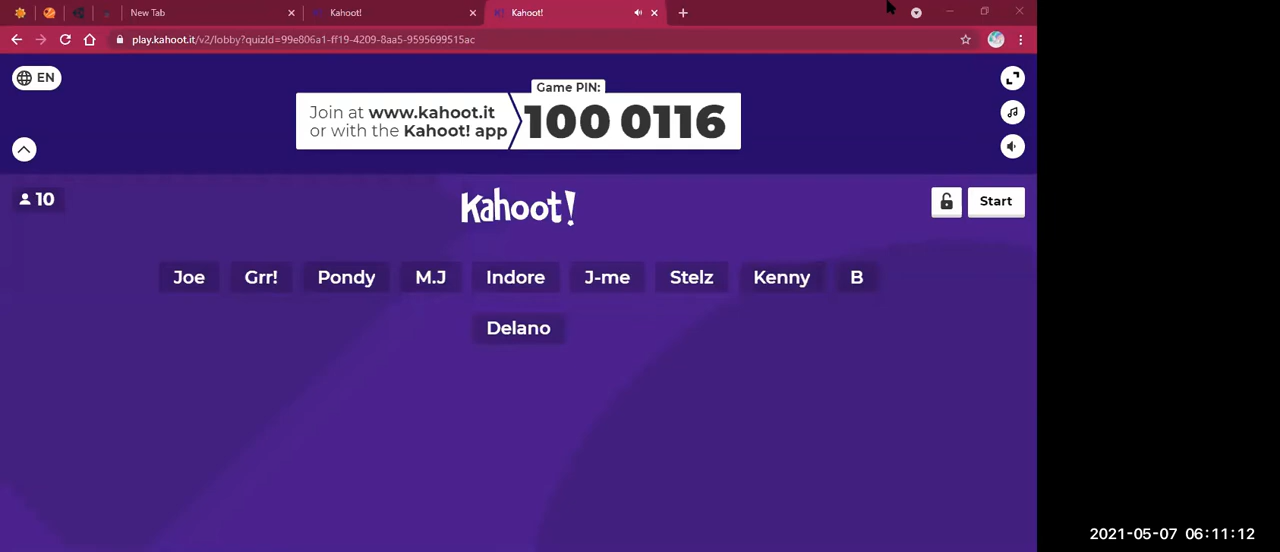 New Tab
Kahoot!
Kahoot!
play.kahoot.it/v2/lobby?quizId=99e806a1-ff19-4209-8aa5-9595699515ac
EN
Join at www.kahoot.it
or with the Kahoot! app
Game PIN:
100 0116
10
Kahoot!
Start
Joe Grr! Pondy M.J Indore J-me Stelz Kenny B
Delano
2021-05-07 06:11:12